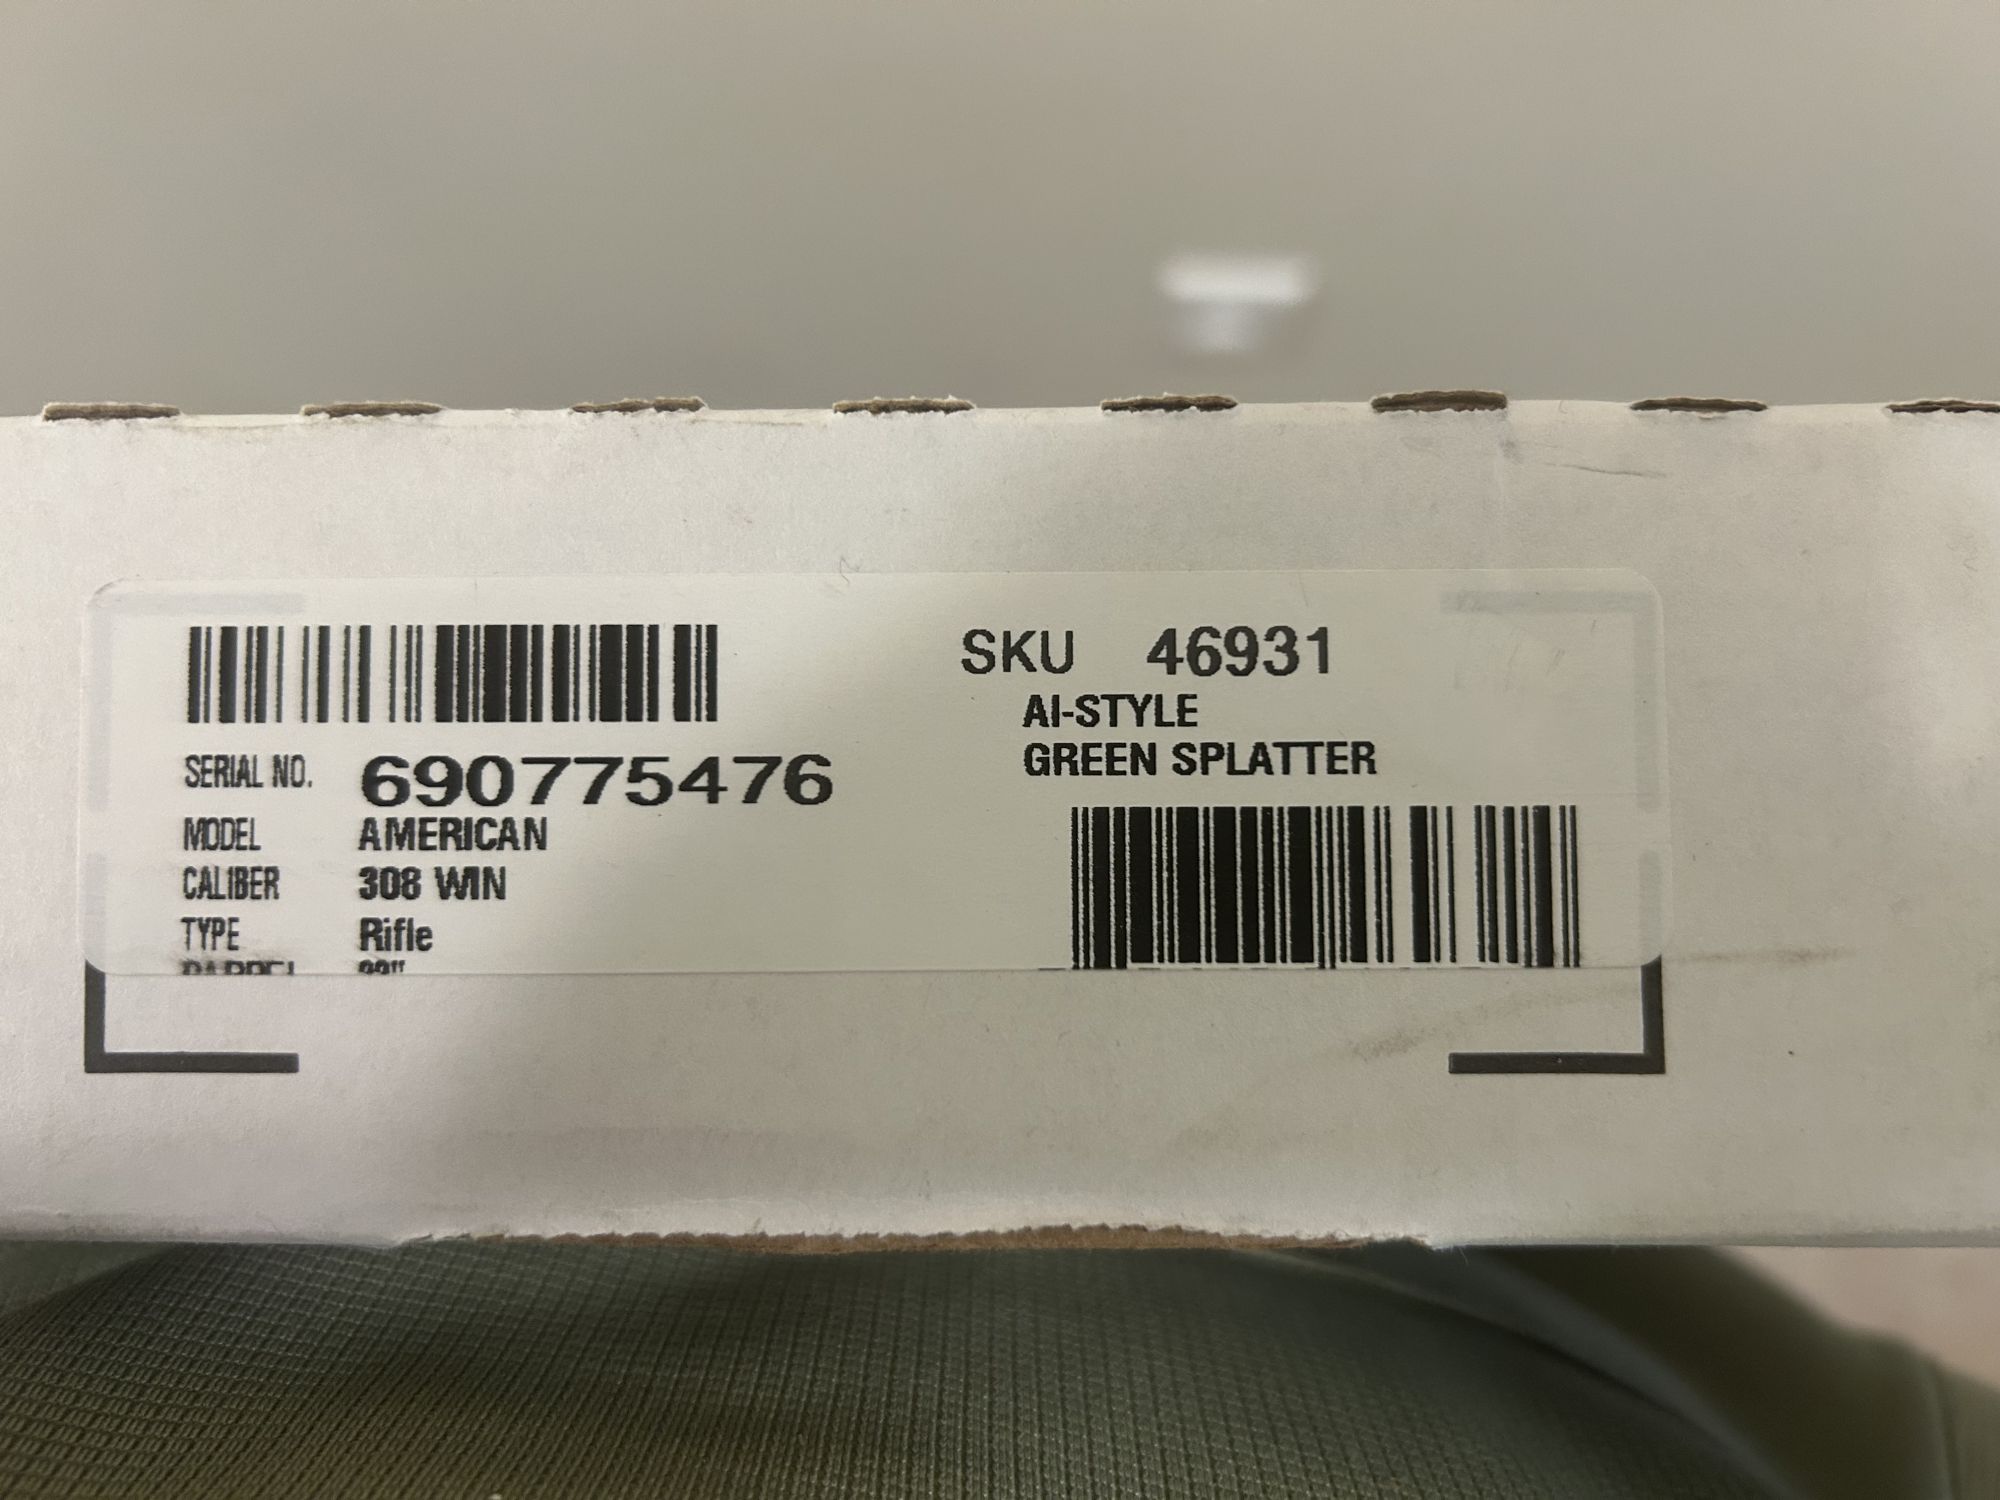 SKU 46931
AI-STYLE
GREEN SPLATTER
SERIAL NO. 690775476
MODEL AMERICAN
CALIBER 308 WIN
TYPE Rifle